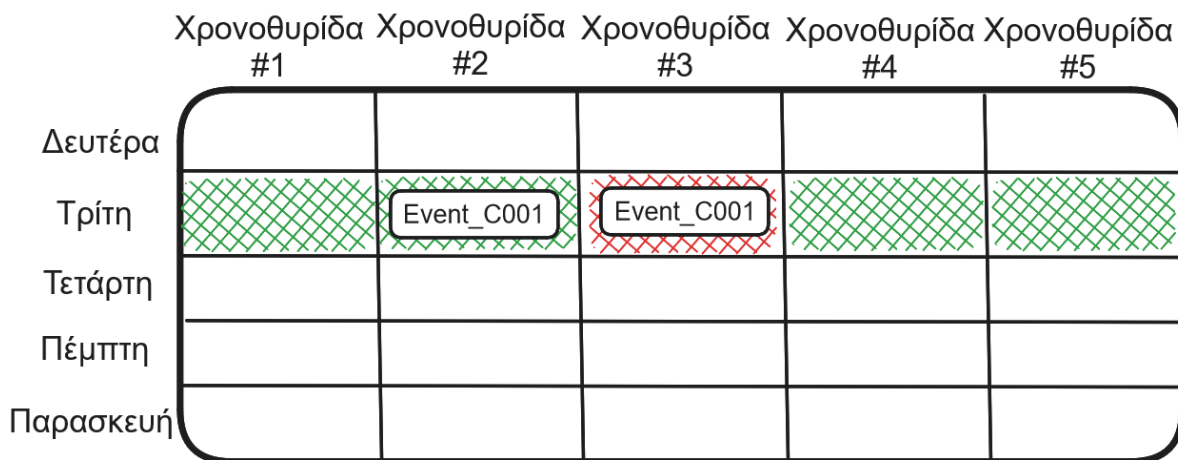 Χρονοθυρίδα Χρονοθυρίδα Χρονοθυρίδα Χρονοθυρίδα Χρονοθυρίδα
#1 #2 #3 #4 #5
Δευτέρα
Τρίτη Event_C001 Event_C001
Τετάρτη
Πέμπτη
Παρασκευή